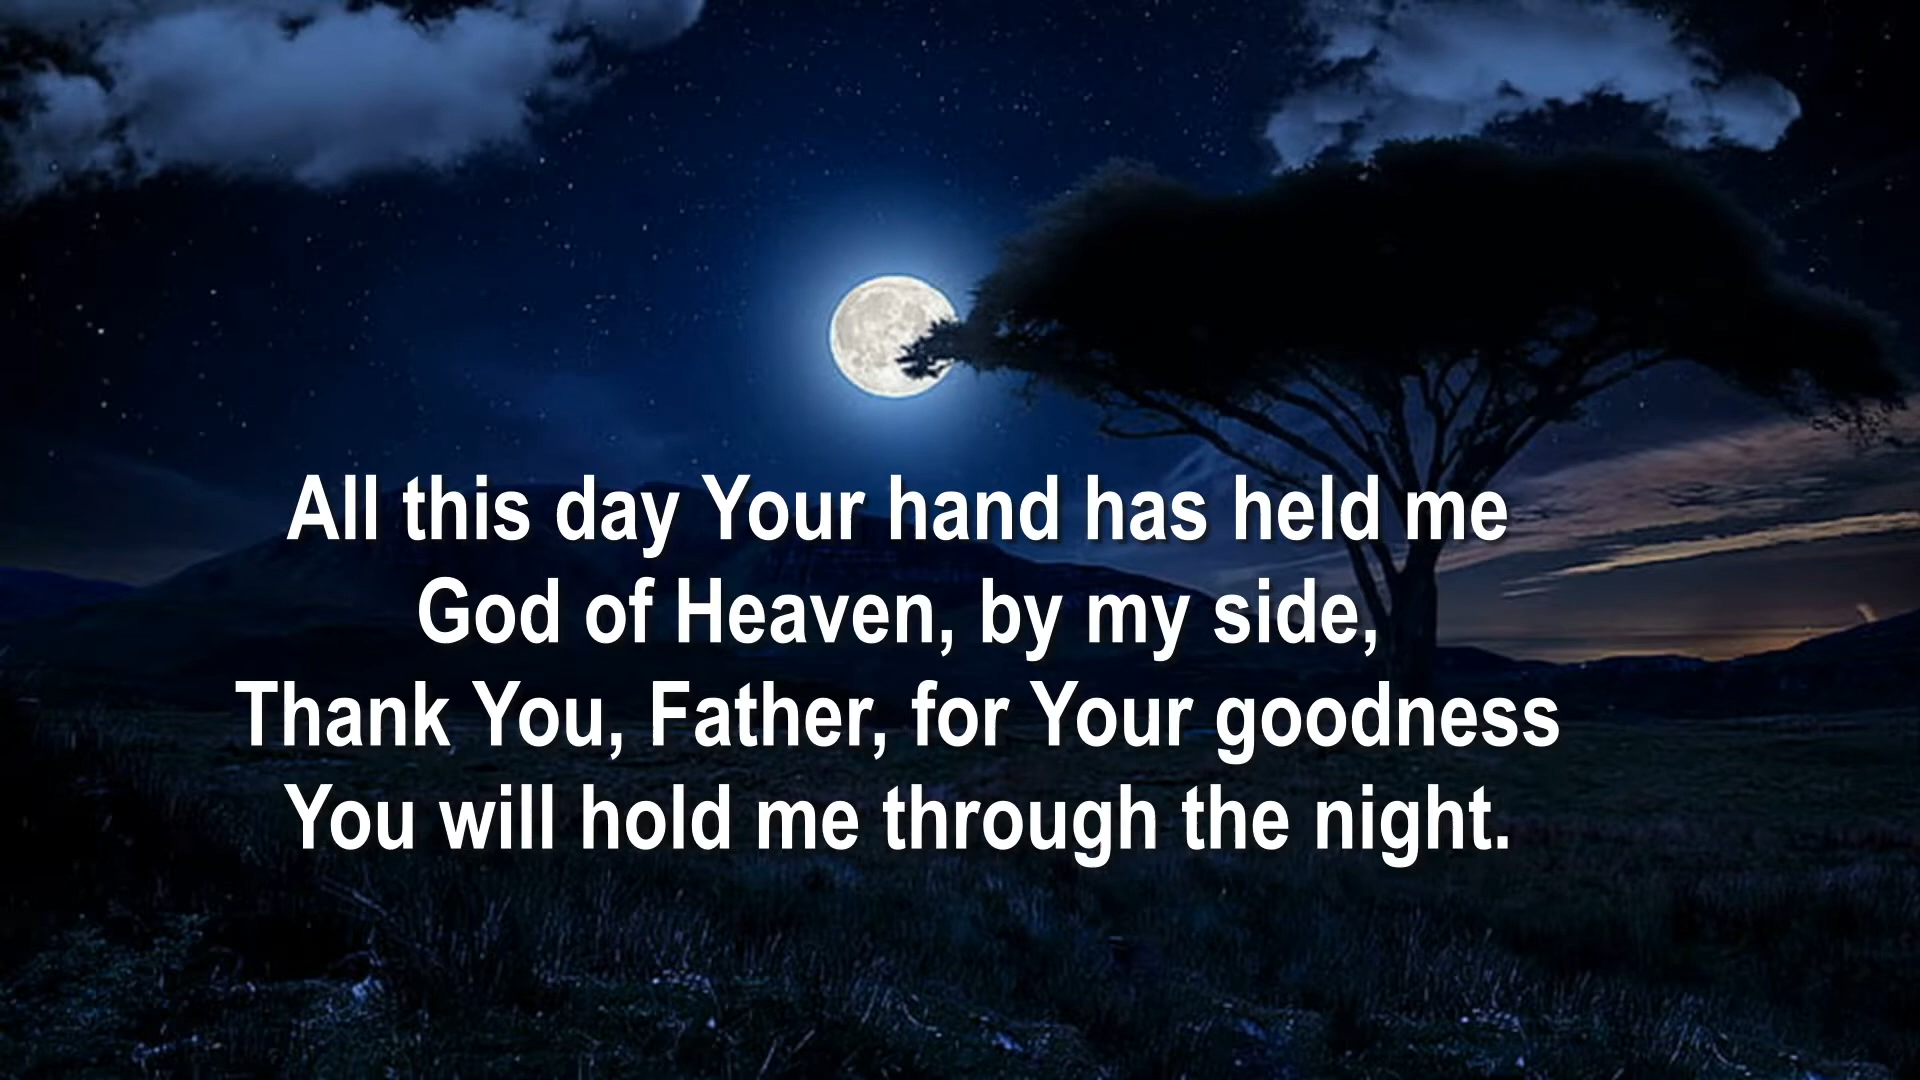 All this day Your hand has held me
God of Heaven, by my side,
Thank You, Father, for Your goodness
You will hold me through the night.